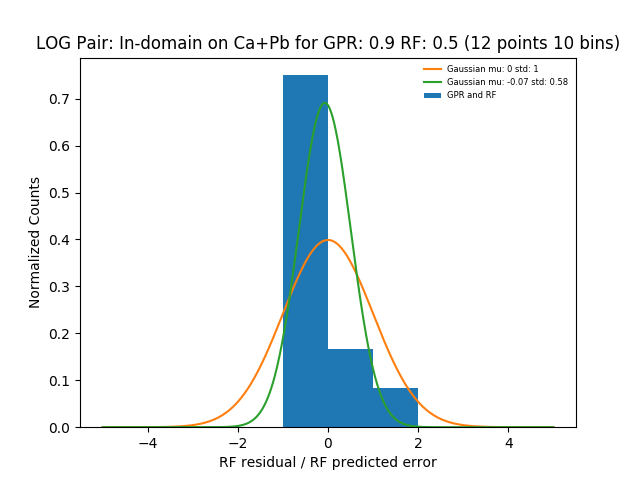 LOG Pair: In-domain on Ca+Pb for GPR: 0.9 RF: 0.5 (12 points 10 bins)
Gaussian mu: 0 std: 1
Gaussian mu: -0.07 std: 0.58
GPR and RF
Normalized Counts
0.7
0.6
0.5
0.4
0.3
0.2
0.1
0.0
−4 −2 0 2 4
RF residual / RF predicted error